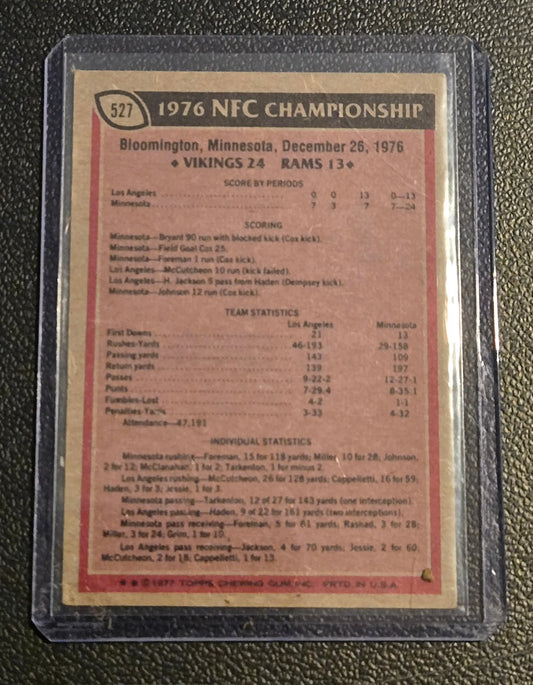 527 1976 NFC CHAMPIONSHIP
Bloomington, Minnesota, December 26, 1976
◆ VIKINGS 24 RAMS 13 ◆
SCORE BY PERIODS
Los Angeles 0 0 13 0—13
Minnesota 7 3 7 7—24
SCORING
Minnesota—Bryant 90 run with blocked kick (Cox kick).
Minnesota—Field Goal Cox 25.
Minnesota—Foreman 1 run (Cox kick).
Los Angeles—McCutcheon 10 run (kick failed).
Los Angeles—H. Jackson 5 pass from Haden (Dempsey kick).
Minnesota—Johnson 12 run (Cox kick).
TEAM STATISTICS
Los Angeles Minnesota
First Downs 21 13
Rushes-Yards 46-193 29-158
Passing yards 143 109
Return yards 139 197
Passes 9-22-2 12-27-1
Punts 7-29.4 8-35.1
Fumbles-Lost 4-2 1-1
Penalties-Yards 3-33 4-32
Attendance—47,191
INDIVIDUAL STATISTICS
Minnesota rushing—Foreman, 15 for 118 yards; Miller, 10 for 28; Johnson,
2 for 12; McClanahan, 1 for 2; Tarkenton, 1 for minus 2.
Los Angeles rushing—McCutcheon, 26 for 128 yards; Cappelletti, 16 for 59;
Haden, 3 for 3; Jessie, 1 for 3.
Minnesota passing—Tarkenton, 12 of 27 for 143 yards (one interception).
Los Angeles passing—Haden, 9 of 22 for 161 yards (two interceptions).
Minnesota pass receiving—Foreman, 5 for 81 yards; Rashad, 3 for 28;
Miller, 3 for 24; Grim, 1 for 10.
Los Angeles pass receiving—Jackson, 4 for 70 yards; Jessie, 2 for 60,
McCutcheon, 2 for 18; Cappelletti, 1 for 13.
✱ ✱ © 1977 TOPPS CHEWING GUM, INC. PRTD. IN U.S.A.